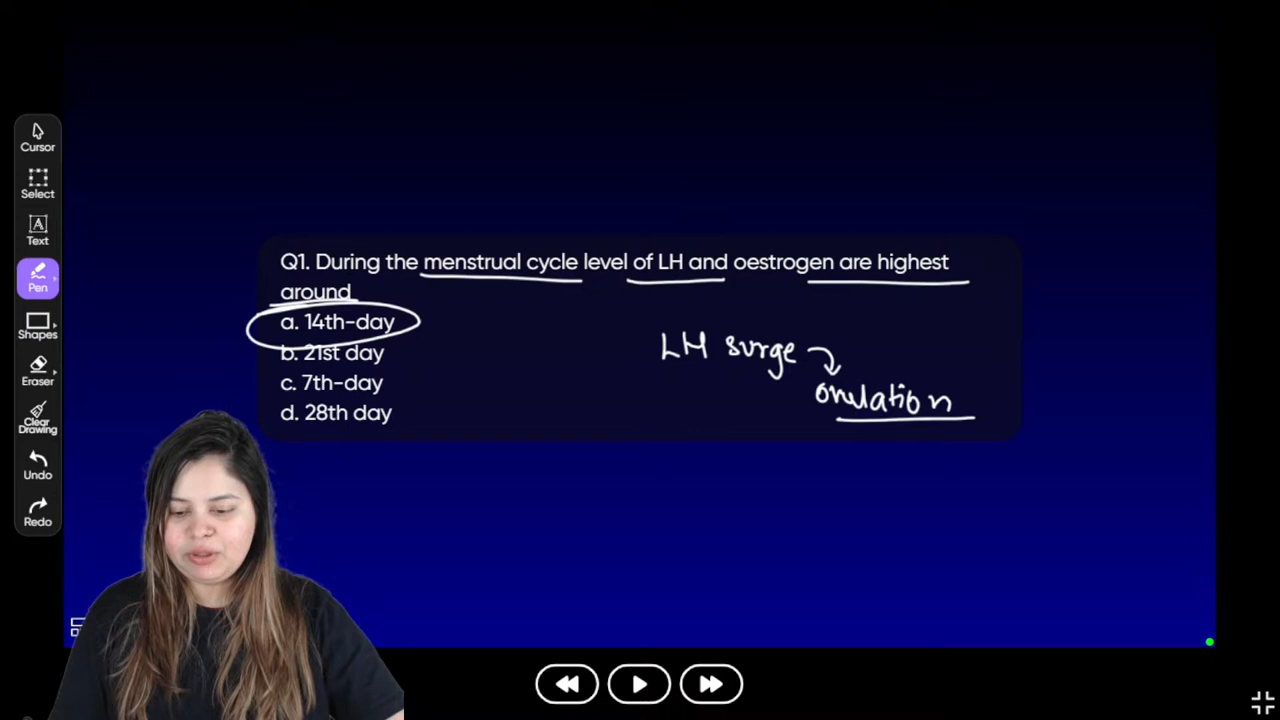 Cursor
Select
Text
Pen
Shapes
Eraser
Clear
Drawing
Undo
Redo
Q1. During the menstrual cycle level of LH and oestrogen are highest
around
a. 14th-day
b. 21st day
c. 7th-day
d. 28th day
LH surge
ovulation